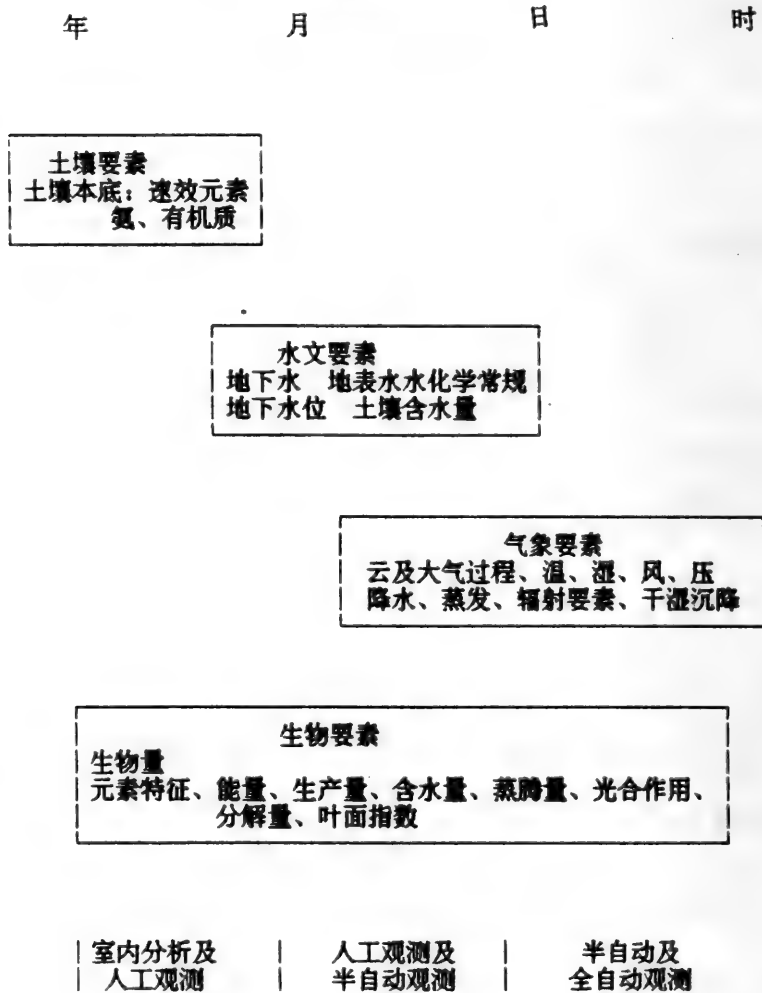 年 月 日 时
土壤要素
土壤本底：速效元素
氮、有机质
水文要素
地下水 地表水水化学常规
地下水位 土壤含水量
气象要素
云及大气过程、温、湿、风、压
降水、蒸发、辐射要素、干湿沉降
生物要素
生物量
元素特征、能量、生产量、含水量、蒸腾量、光合作用、
分解量、叶面指数
室内分析及 人工观测及 半自动及
人工观测 半自动观测 全自动观测